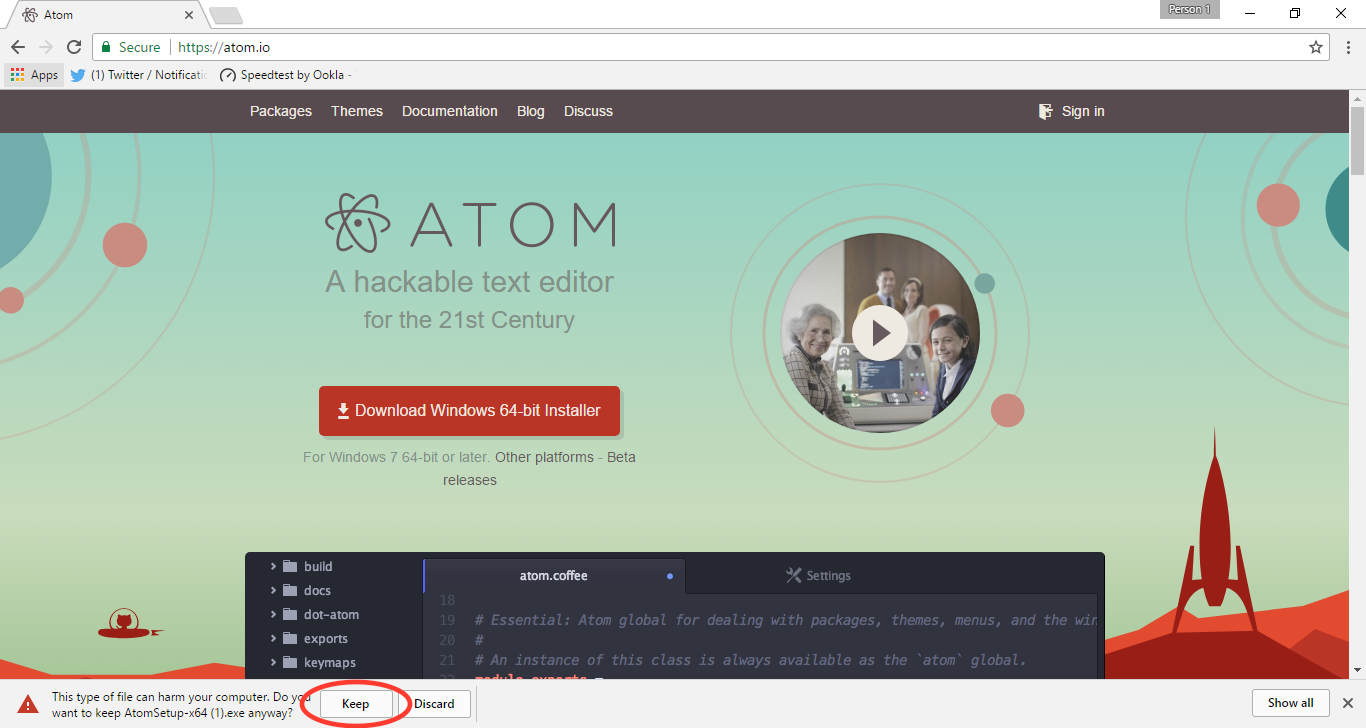 Atom
Person 1
Secure
https://atom.io
Apps
(1) Twitter / Notificatio
Speedtest by Ookla -
Packages
Themes
Documentation
Blog
Discuss
Sign in
ATOM
A hackable text editor
for the 21st Century
Download Windows 64-bit Installer
For Windows 7 64-bit or later. Other platforms - Beta
releases
build
docs
dot-atom
exports
keymaps
atom.coffee
Settings
18
19 # Essential: Atom global for dealing with packages, themes, menus, and the win
20 #
21 # An instance of this class is always available as the `atom` global.
22 module.exports =
This type of file can harm your computer. Do you
want to keep AtomSetup-x64 (1).exe anyway?
Keep
Discard
Show all